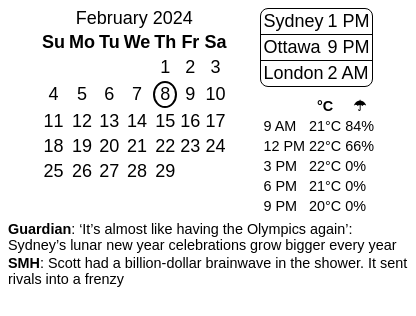 February 2024
Su Mo Tu We Th Fr Sa
1 2 3
4 5 6 7 8 9 10
11 12 13 14 15 16 17
18 19 20 21 22 23 24
25 26 27 28 29
Sydney 1 PM
Ottawa 9 PM
London 2 AM
°C ☂
9 AM 21°C 84%
12 PM 22°C 66%
3 PM 22°C 0%
6 PM 21°C 0%
9 PM 20°C 0%
Guardian: ‘It’s almost like having the Olympics again’:
Sydney’s lunar new year celebrations grow bigger every year
SMH: Scott had a billion-dollar brainwave in the shower. It sent
rivals into a frenzy